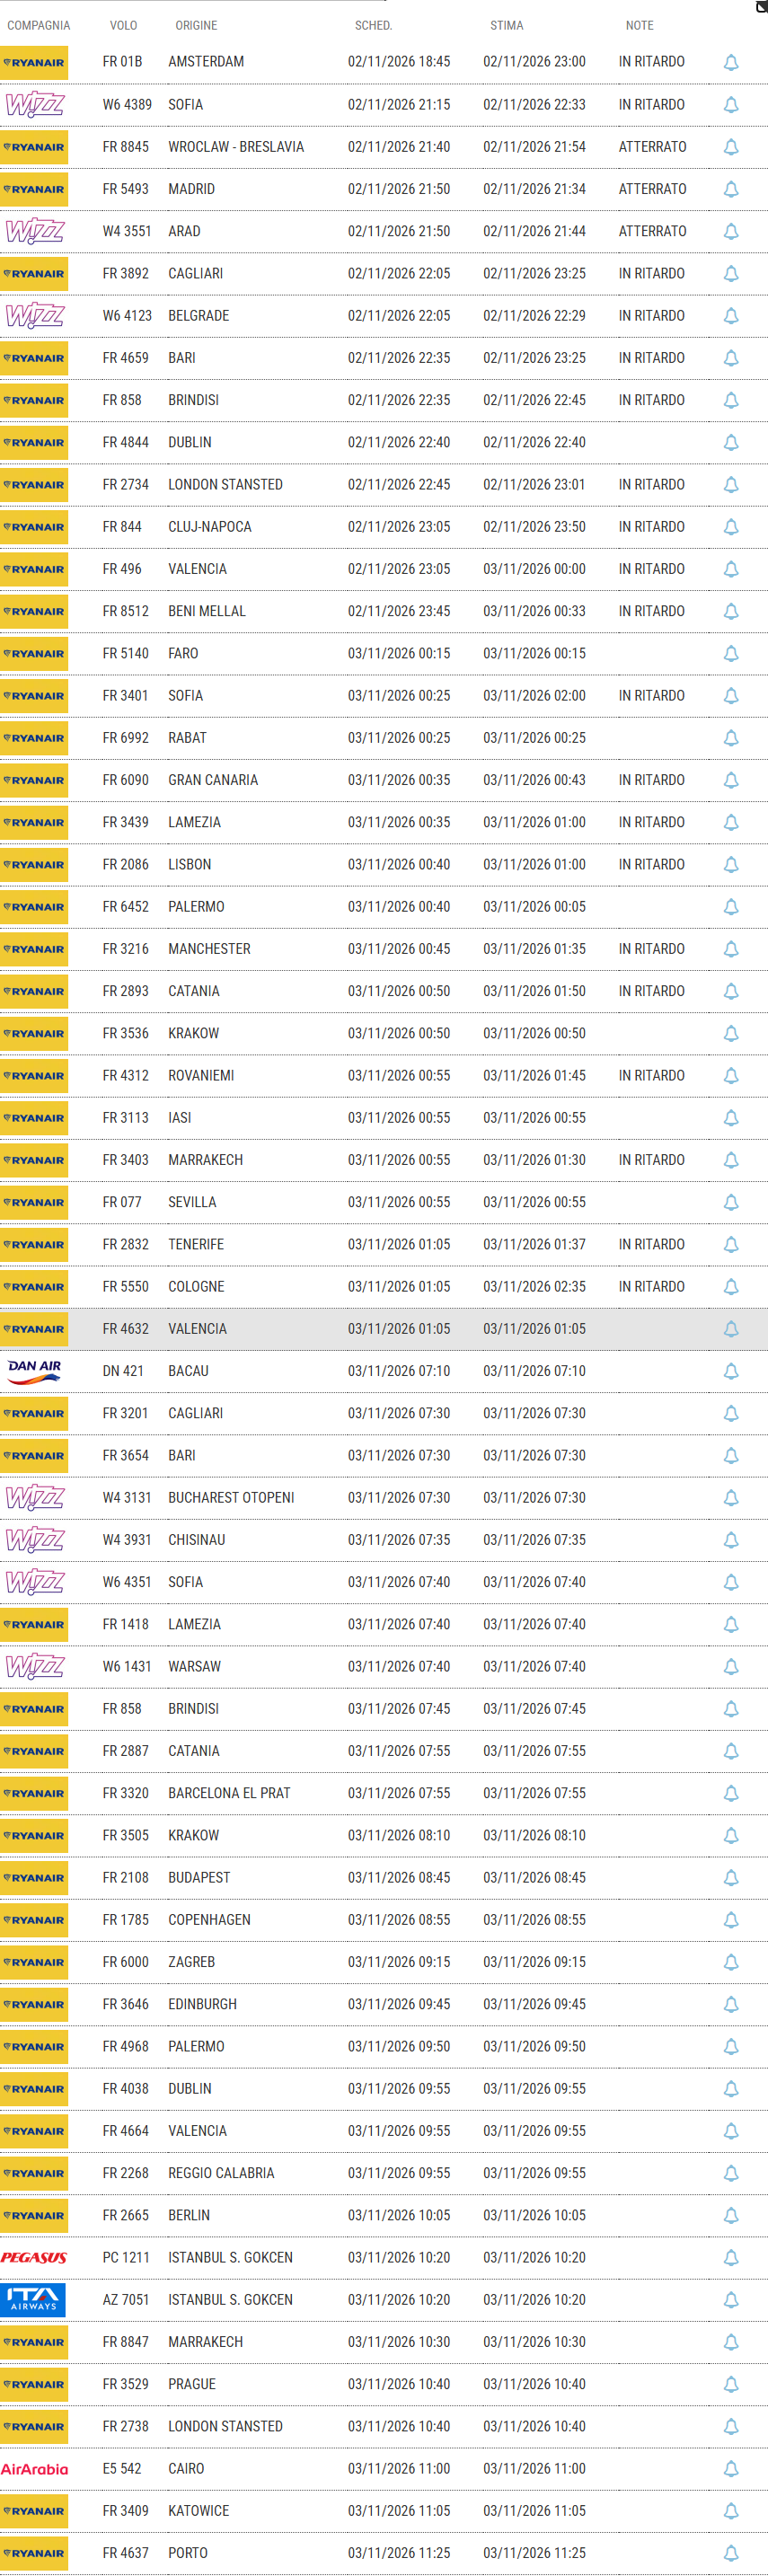 COMPAGNIA VOLO ORIGINE SCHED. STIMA NOTE
RYANAIR FR 01B AMSTERDAM 02/11/2026 18:45 02/11/2026 23:00 IN RITARDO
Wizz W6 4389 SOFIA 02/11/2026 21:15 02/11/2026 22:33 IN RITARDO
RYANAIR FR 8845 WROCLAW - BRESLAVIA 02/11/2026 21:40 02/11/2026 21:54 ATTERRATO
RYANAIR FR 5493 MADRID 02/11/2026 21:50 02/11/2026 21:34 ATTERRATO
Wizz W4 3551 ARAD 02/11/2026 21:50 02/11/2026 21:44 ATTERRATO
RYANAIR FR 3892 CAGLIARI 02/11/2026 22:05 02/11/2026 23:25 IN RITARDO
Wizz W6 4123 BELGRADE 02/11/2026 22:05 02/11/2026 22:29 IN RITARDO
RYANAIR FR 4659 BARI 02/11/2026 22:35 02/11/2026 23:25 IN RITARDO
RYANAIR FR 858 BRINDISI 02/11/2026 22:35 02/11/2026 22:45 IN RITARDO
RYANAIR FR 4844 DUBLIN 02/11/2026 22:40 02/11/2026 22:40
RYANAIR FR 2734 LONDON STANSTED 02/11/2026 22:45 02/11/2026 23:01 IN RITARDO
RYANAIR FR 844 CLUJ-NAPOCA 02/11/2026 23:05 02/11/2026 23:50 IN RITARDO
RYANAIR FR 496 VALENCIA 02/11/2026 23:05 03/11/2026 00:00 IN RITARDO
RYANAIR FR 8512 BENI MELLAL 02/11/2026 23:45 03/11/2026 00:33 IN RITARDO
RYANAIR FR 5140 FARO 03/11/2026 00:15 03/11/2026 00:15
RYANAIR FR 3401 SOFIA 03/11/2026 00:25 03/11/2026 02:00 IN RITARDO
RYANAIR FR 6992 RABAT 03/11/2026 00:25 03/11/2026 00:25
RYANAIR FR 6090 GRAN CANARIA 03/11/2026 00:35 03/11/2026 00:43 IN RITARDO
RYANAIR FR 3439 LAMEZIA 03/11/2026 00:35 03/11/2026 01:00 IN RITARDO
RYANAIR FR 2086 LISBON 03/11/2026 00:40 03/11/2026 01:00 IN RITARDO
RYANAIR FR 6452 PALERMO 03/11/2026 00:40 03/11/2026 00:05
RYANAIR FR 3216 MANCHESTER 03/11/2026 00:45 03/11/2026 01:35 IN RITARDO
RYANAIR FR 2893 CATANIA 03/11/2026 00:50 03/11/2026 01:50 IN RITARDO
RYANAIR FR 3536 KRAKOW 03/11/2026 00:50 03/11/2026 00:50
RYANAIR FR 4312 ROVANIEMI 03/11/2026 00:55 03/11/2026 01:45 IN RITARDO
RYANAIR FR 3113 IASI 03/11/2026 00:55 03/11/2026 00:55
RYANAIR FR 3403 MARRAKECH 03/11/2026 00:55 03/11/2026 01:30 IN RITARDO
RYANAIR FR 077 SEVILLA 03/11/2026 00:55 03/11/2026 00:55
RYANAIR FR 2832 TENERIFE 03/11/2026 01:05 03/11/2026 01:37 IN RITARDO
RYANAIR FR 5550 COLOGNE 03/11/2026 01:05 03/11/2026 02:35 IN RITARDO
RYANAIR FR 4632 VALENCIA 03/11/2026 01:05 03/11/2026 01:05
DAN AIR DN 421 BACAU 03/11/2026 07:10 03/11/2026 07:10
RYANAIR FR 3201 CAGLIARI 03/11/2026 07:30 03/11/2026 07:30
RYANAIR FR 3654 BARI 03/11/2026 07:30 03/11/2026 07:30
Wizz W4 3131 BUCHAREST OTOPENI 03/11/2026 07:30 03/11/2026 07:30
Wizz W4 3931 CHISINAU 03/11/2026 07:35 03/11/2026 07:35
Wizz W6 4351 SOFIA 03/11/2026 07:40 03/11/2026 07:40
RYANAIR FR 1418 LAMEZIA 03/11/2026 07:40 03/11/2026 07:40
Wizz W6 1431 WARSAW 03/11/2026 07:40 03/11/2026 07:40
RYANAIR FR 858 BRINDISI 03/11/2026 07:45 03/11/2026 07:45
RYANAIR FR 2887 CATANIA 03/11/2026 07:55 03/11/2026 07:55
RYANAIR FR 3320 BARCELONA EL PRAT 03/11/2026 07:55 03/11/2026 07:55
RYANAIR FR 3505 KRAKOW 03/11/2026 08:10 03/11/2026 08:10
RYANAIR FR 2108 BUDAPEST 03/11/2026 08:45 03/11/2026 08:45
RYANAIR FR 1785 COPENHAGEN 03/11/2026 08:55 03/11/2026 08:55
RYANAIR FR 6000 ZAGREB 03/11/2026 09:15 03/11/2026 09:15
RYANAIR FR 3646 EDINBURGH 03/11/2026 09:45 03/11/2026 09:45
RYANAIR FR 4968 PALERMO 03/11/2026 09:50 03/11/2026 09:50
RYANAIR FR 4038 DUBLIN 03/11/2026 09:55 03/11/2026 09:55
RYANAIR FR 4664 VALENCIA 03/11/2026 09:55 03/11/2026 09:55
RYANAIR FR 2268 REGGIO CALABRIA 03/11/2026 09:55 03/11/2026 09:55
RYANAIR FR 2665 BERLIN 03/11/2026 10:05 03/11/2026 10:05
PEGASUS PC 1211 ISTANBUL S. GOKCEN 03/11/2026 10:20 03/11/2026 10:20
ITA AIRWAYS AZ 7051 ISTANBUL S. GOKCEN 03/11/2026 10:20 03/11/2026 10:20
RYANAIR FR 8847 MARRAKECH 03/11/2026 10:30 03/11/2026 10:30
RYANAIR FR 3529 PRAGUE 03/11/2026 10:40 03/11/2026 10:40
RYANAIR FR 2738 LONDON STANSTED 03/11/2026 10:40 03/11/2026 10:40
AirArabia E5 542 CAIRO 03/11/2026 11:00 03/11/2026 11:00
RYANAIR FR 3409 KATOWICE 03/11/2026 11:05 03/11/2026 11:05
RYANAIR FR 4637 PORTO 03/11/2026 11:25 03/11/2026 11:25